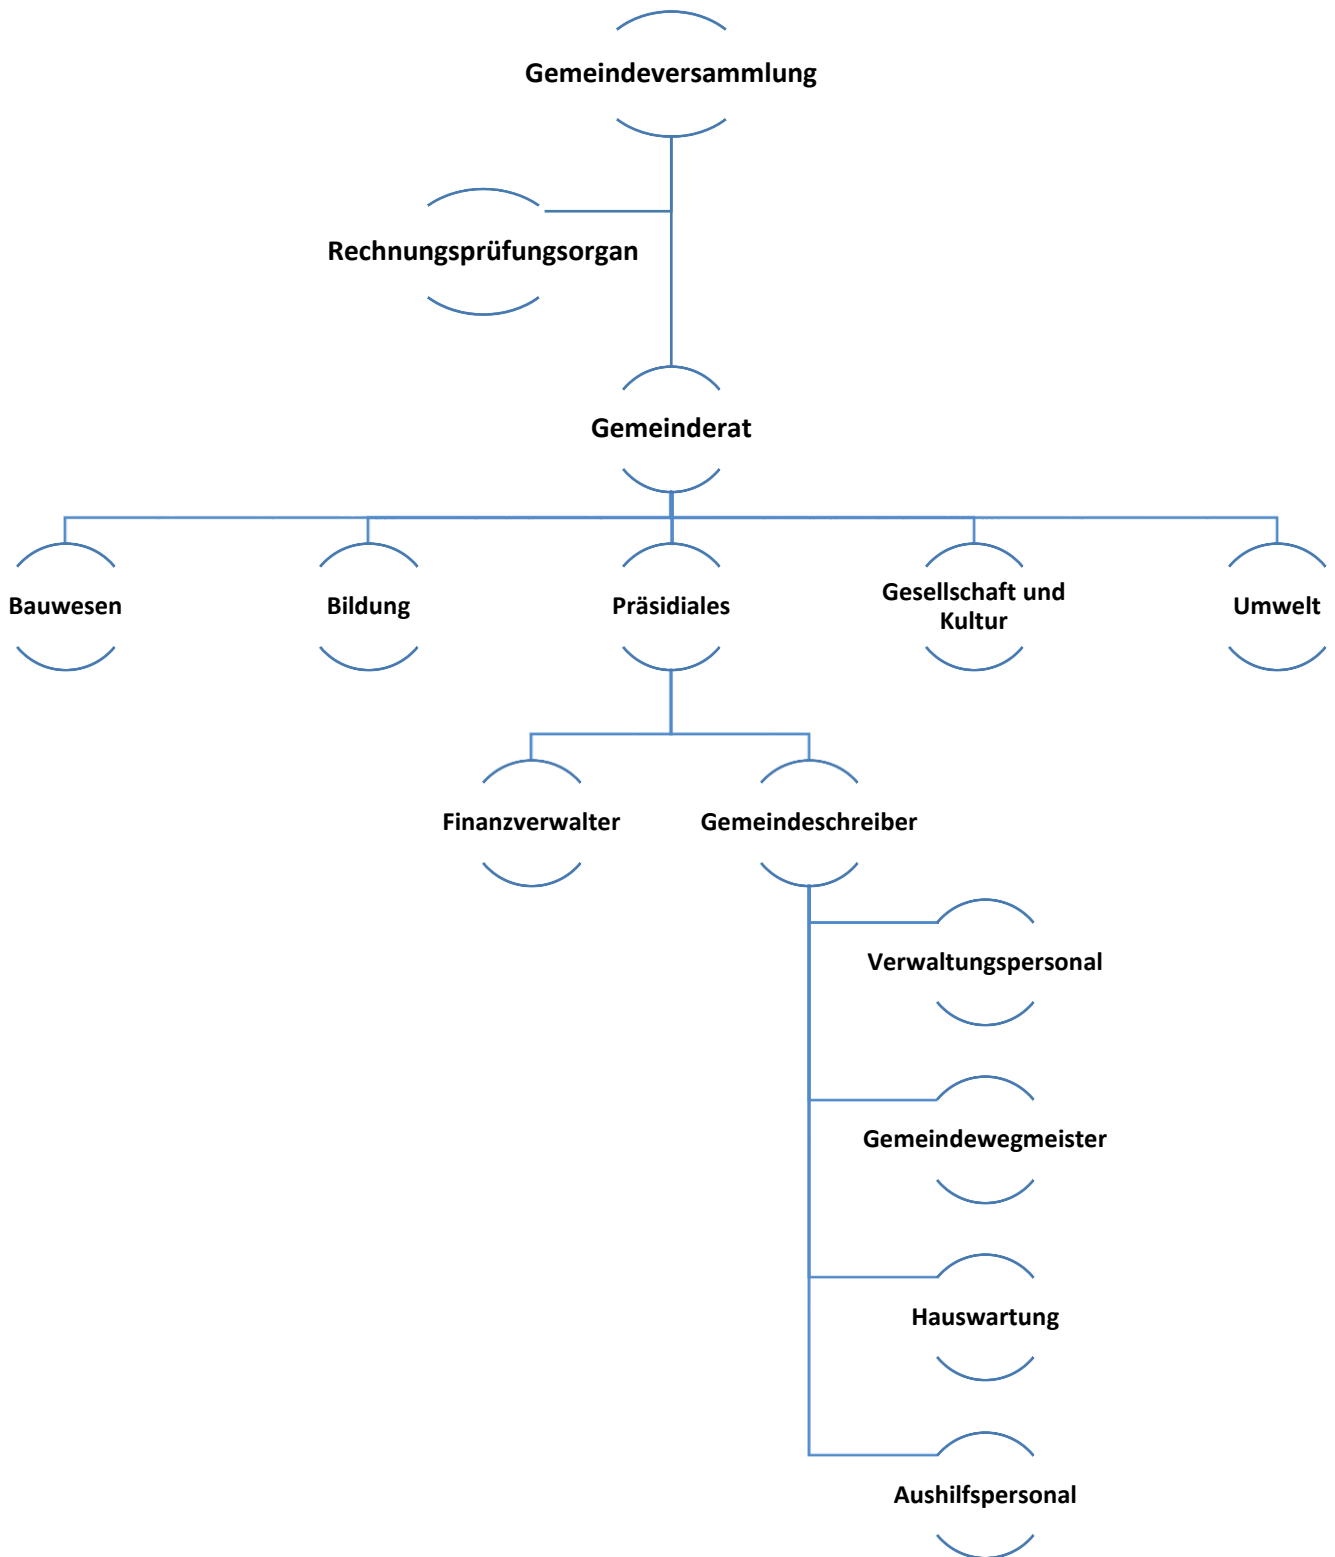 Gemeindeversammlung
Rechnungsprüfungsorgan
Gemeinderat
Bauwesen
Bildung
Präsidiales
Gesellschaft und
Kultur
Umwelt
Finanzverwalter
Gemeindeschreiber
Verwaltungspersonal
Gemeindewegmeister
Hauswartung
Aushilfspersonal